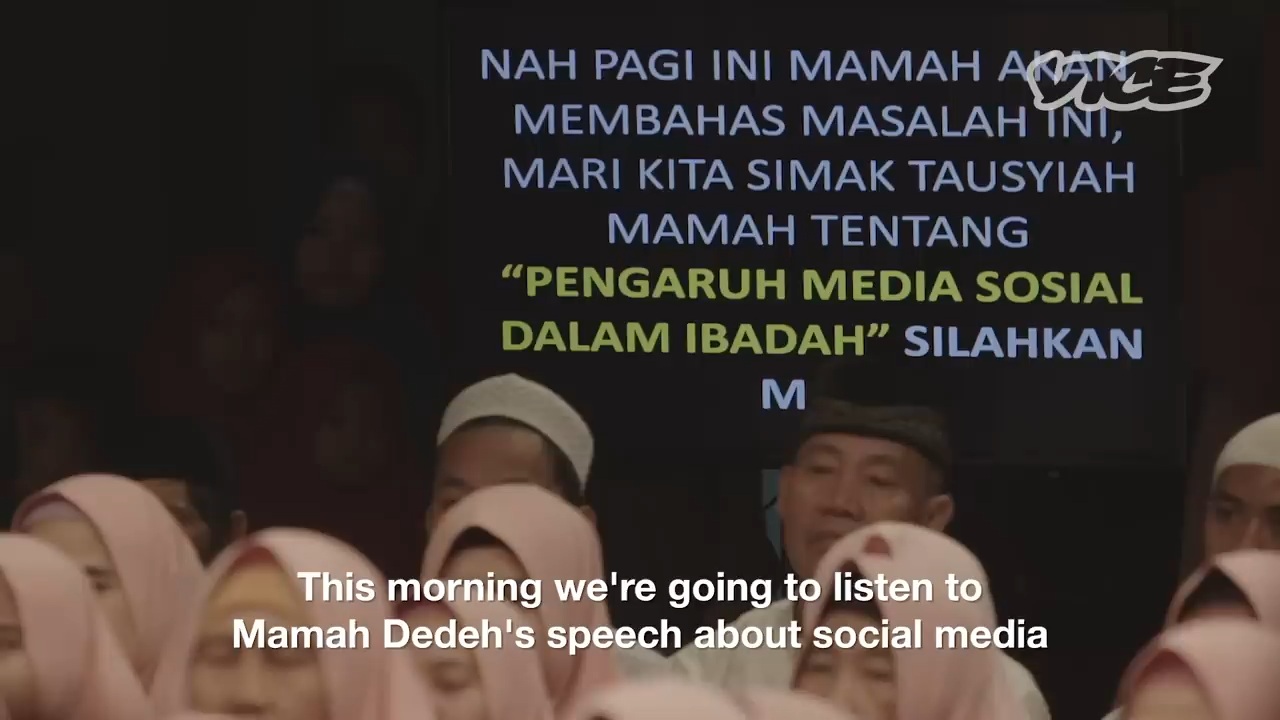 NAH PAGI INI MAMAH AKAN
MEMBAHAS MASALAH INI,
MARI KITA SIMAK TAUSYIAH
MAMAH TENTANG
“PENGARUH MEDIA SOSIAL
DALAM IBADAH” SILAHKAN
M
VICE
This morning we're going to listen to
Mamah Dedeh's speech about social media